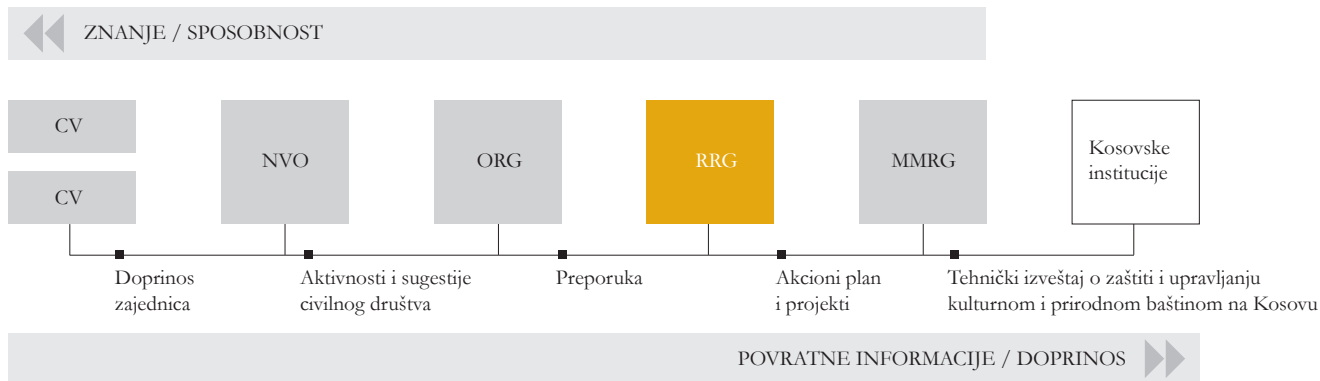 ZNANJE / SPOSOBNOST
CV
CV
NVO
ORG
RRG
MMRG
Kosovske
institucije
Doprinos
zajednica
Aktivnosti i sugestije
civilnog društva
Preporuka
Akcioni plan
i projekti
Tehnički izveštaj o zaštiti i upravljanju
kulturnom i prirodnom baštinom na Kosovu
POVRATNE INFORMACIJE / DOPRINOS